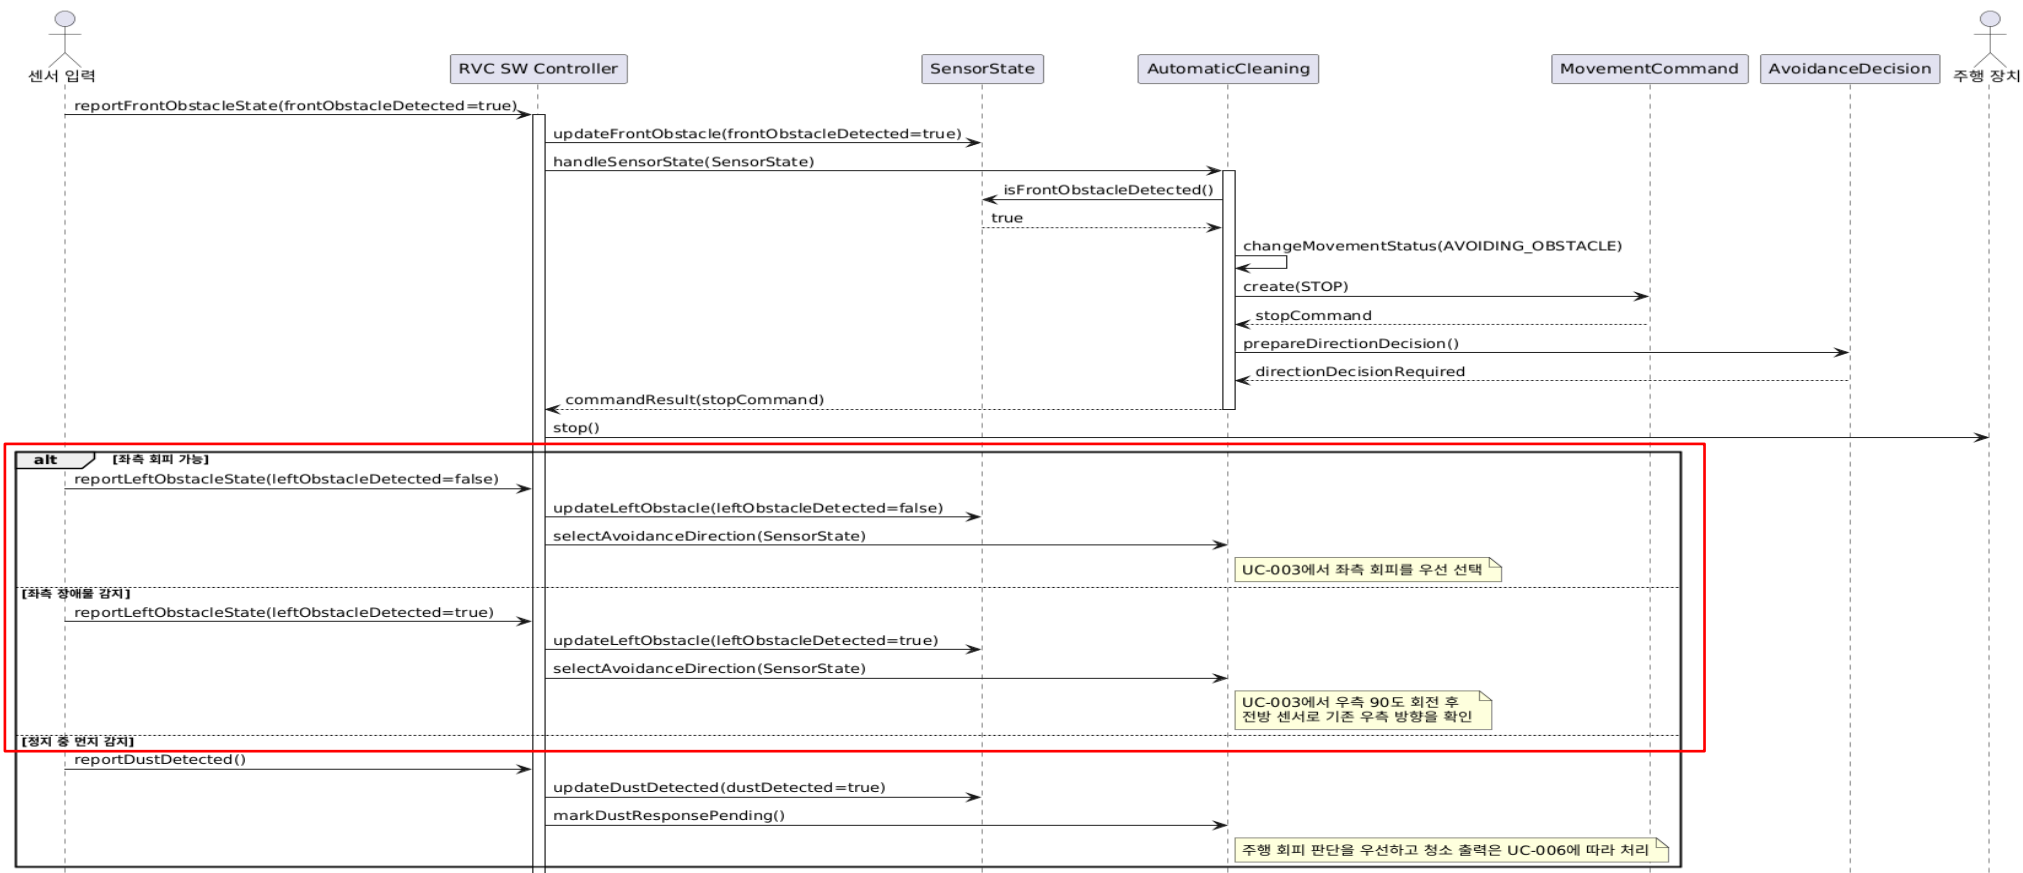 센서 입력
RVC SW Controller
SensorState
AutomaticCleaning
MovementCommand
AvoidanceDecision
주행 장치
reportFrontObstacleState(frontObstacleDetected=true)
updateFrontObstacle(frontObstacleDetected=true)
handleSensorState(SensorState)
isFrontObstacleDetected()
true
changeMovementStatus(AVOIDING_OBSTACLE)
create(STOP)
stopCommand
prepareDirectionDecision()
directionDecisionRequired
commandResult(stopCommand)
stop()
alt [좌측 회피 가능]
reportLeftObstacleState(leftObstacleDetected=false)
updateLeftObstacle(leftObstacleDetected=false)
selectAvoidanceDirection(SensorState)
UC-003에서 좌측 회피를 우선 선택
[좌측 장애물 감지]
reportLeftObstacleState(leftObstacleDetected=true)
updateLeftObstacle(leftObstacleDetected=true)
selectAvoidanceDirection(SensorState)
UC-003에서 우측 90도 회전 후
전방 센서로 기존 우측 방향을 확인
[정지 중 먼지 감지]
reportDustDetected()
updateDustDetected(dustDetected=true)
markDustResponsePending()
주행 회피 판단을 우선하고 청소 출력은 UC-006에 따라 처리